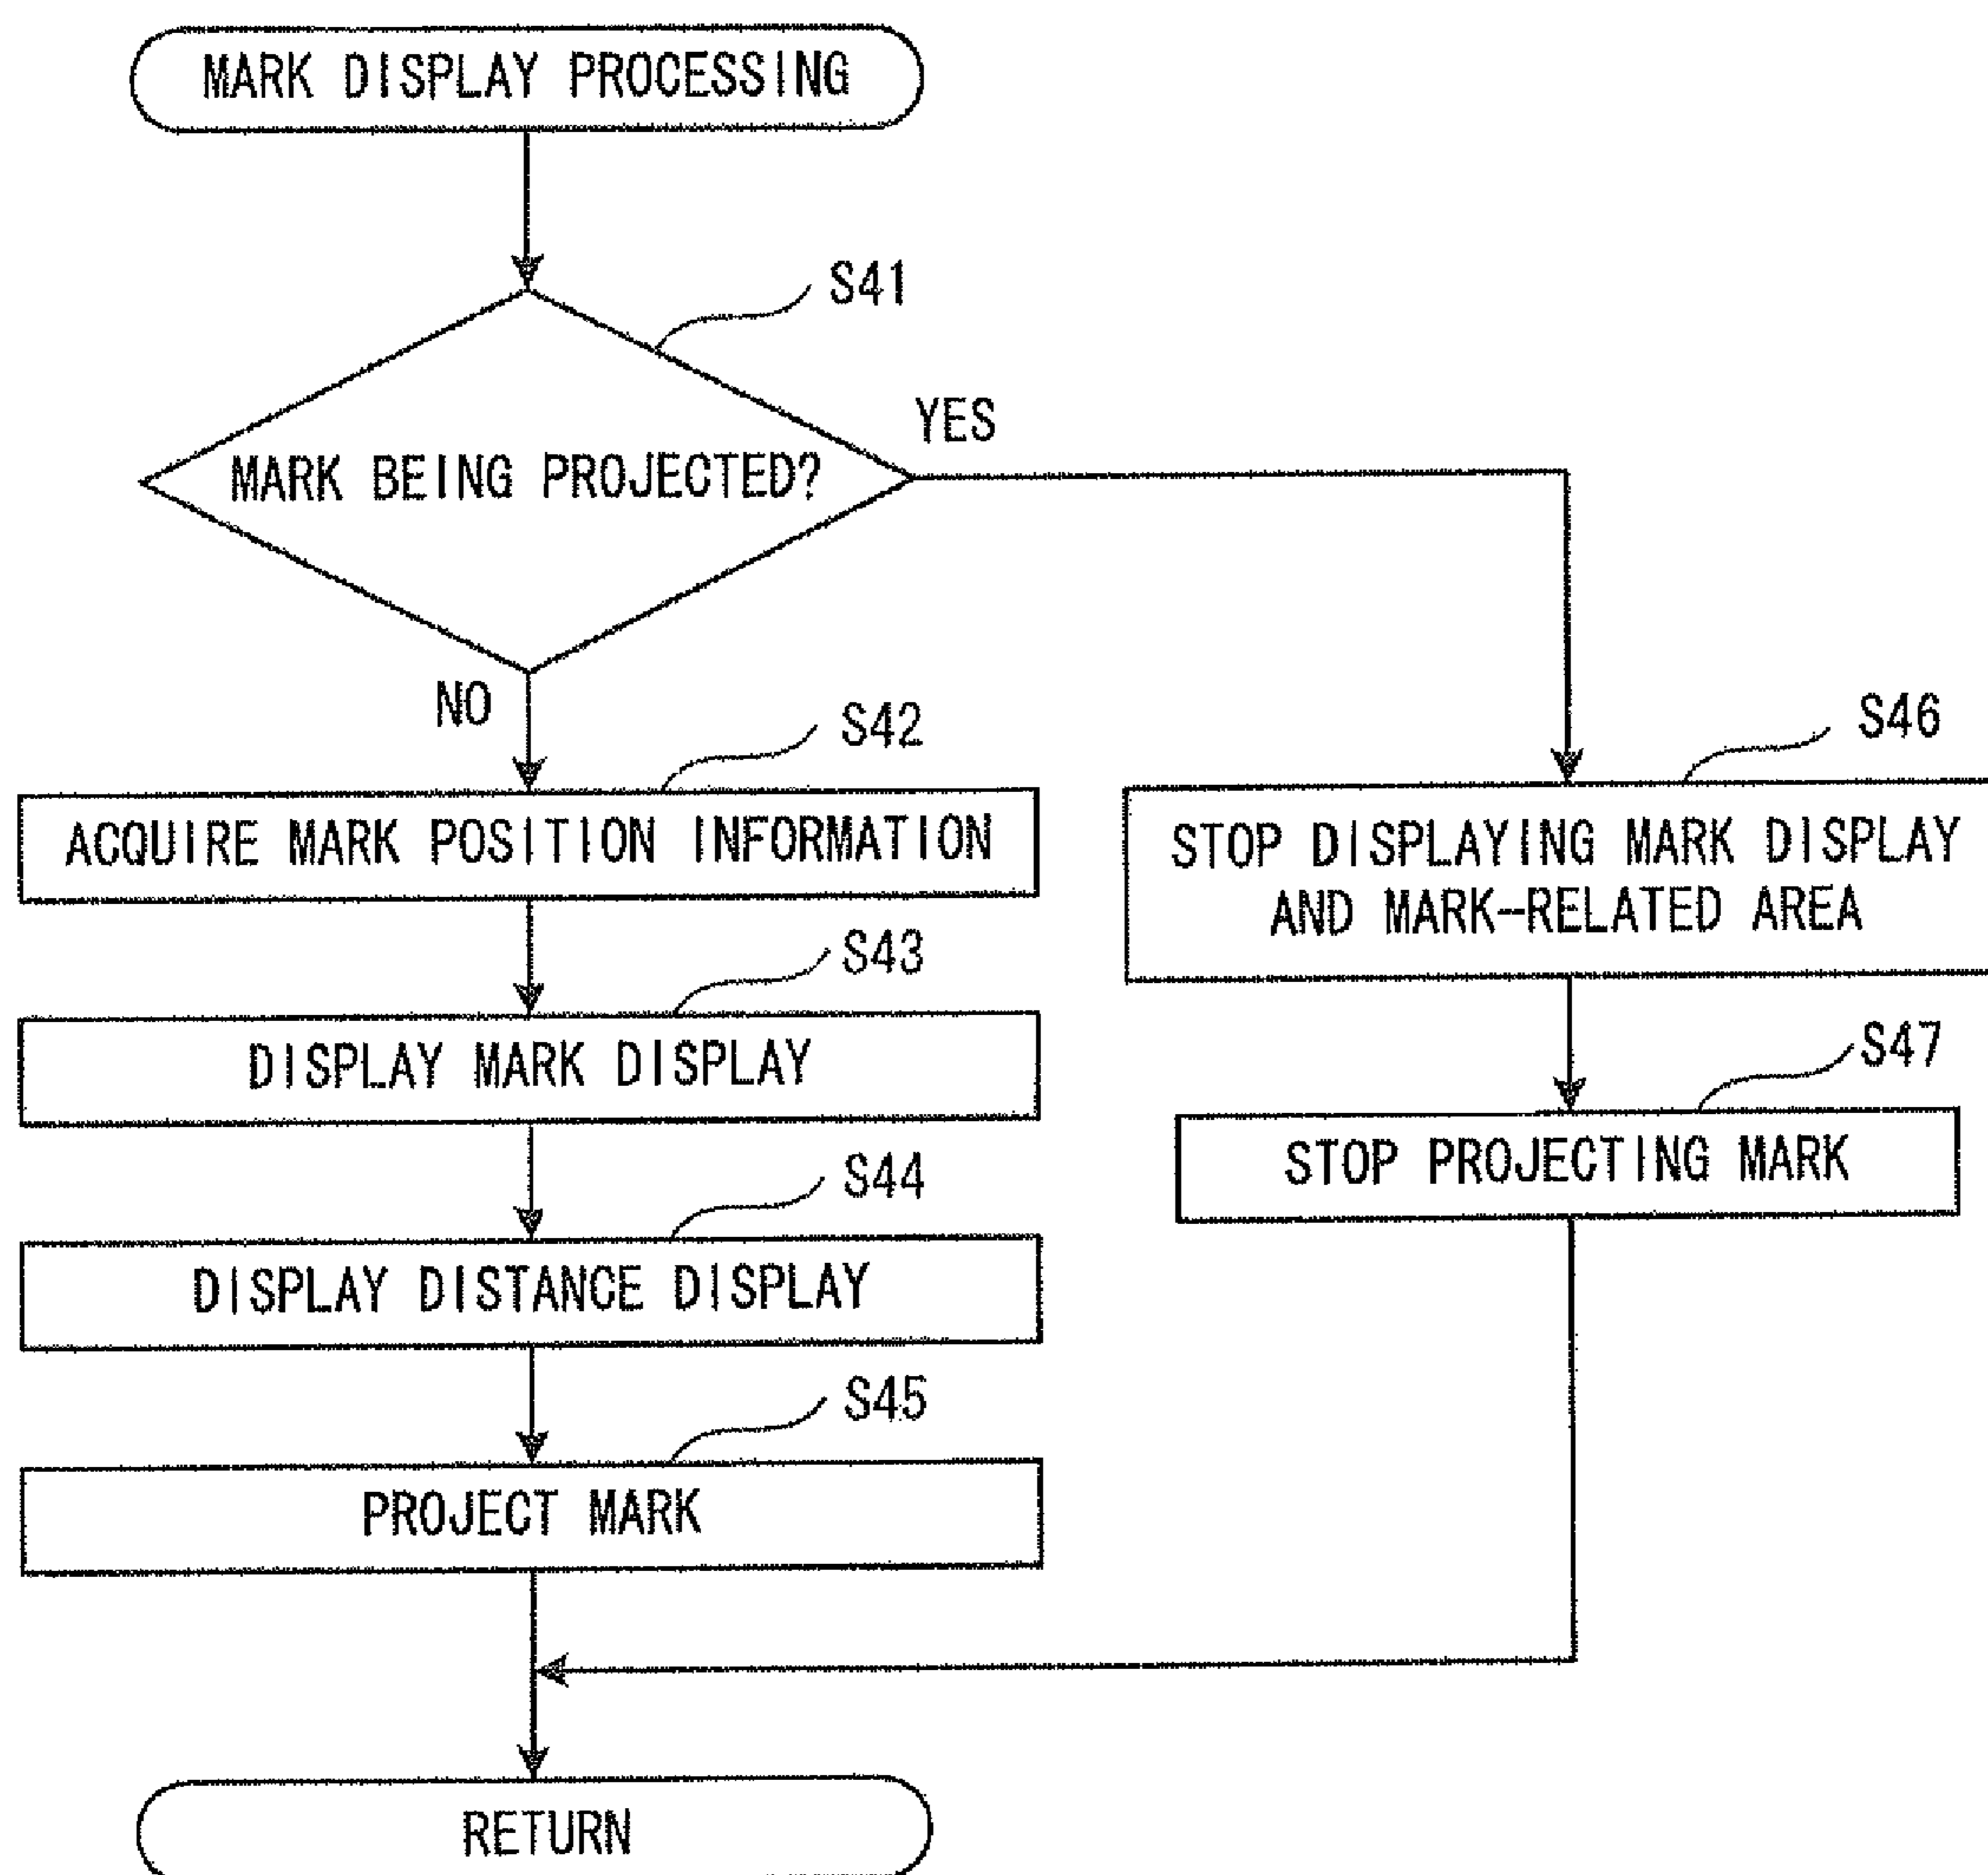 MARK DISPLAY PROCESSING
S41
MARK BEING PROJECTED?
YES
NO
S42
ACQUIRE MARK POSITION INFORMATION
S43
DISPLAY MARK DISPLAY
S44
DISPLAY DISTANCE DISPLAY
S45
PROJECT MARK
S46
STOP DISPLAYING MARK DISPLAY
AND MARK-RELATED AREA
S47
STOP PROJECTING MARK
RETURN